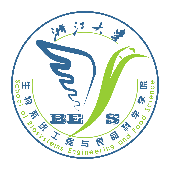 浙江大学
BE S
生物系统工程与食品科学学院
School of Biosystems Engineering and Food Science